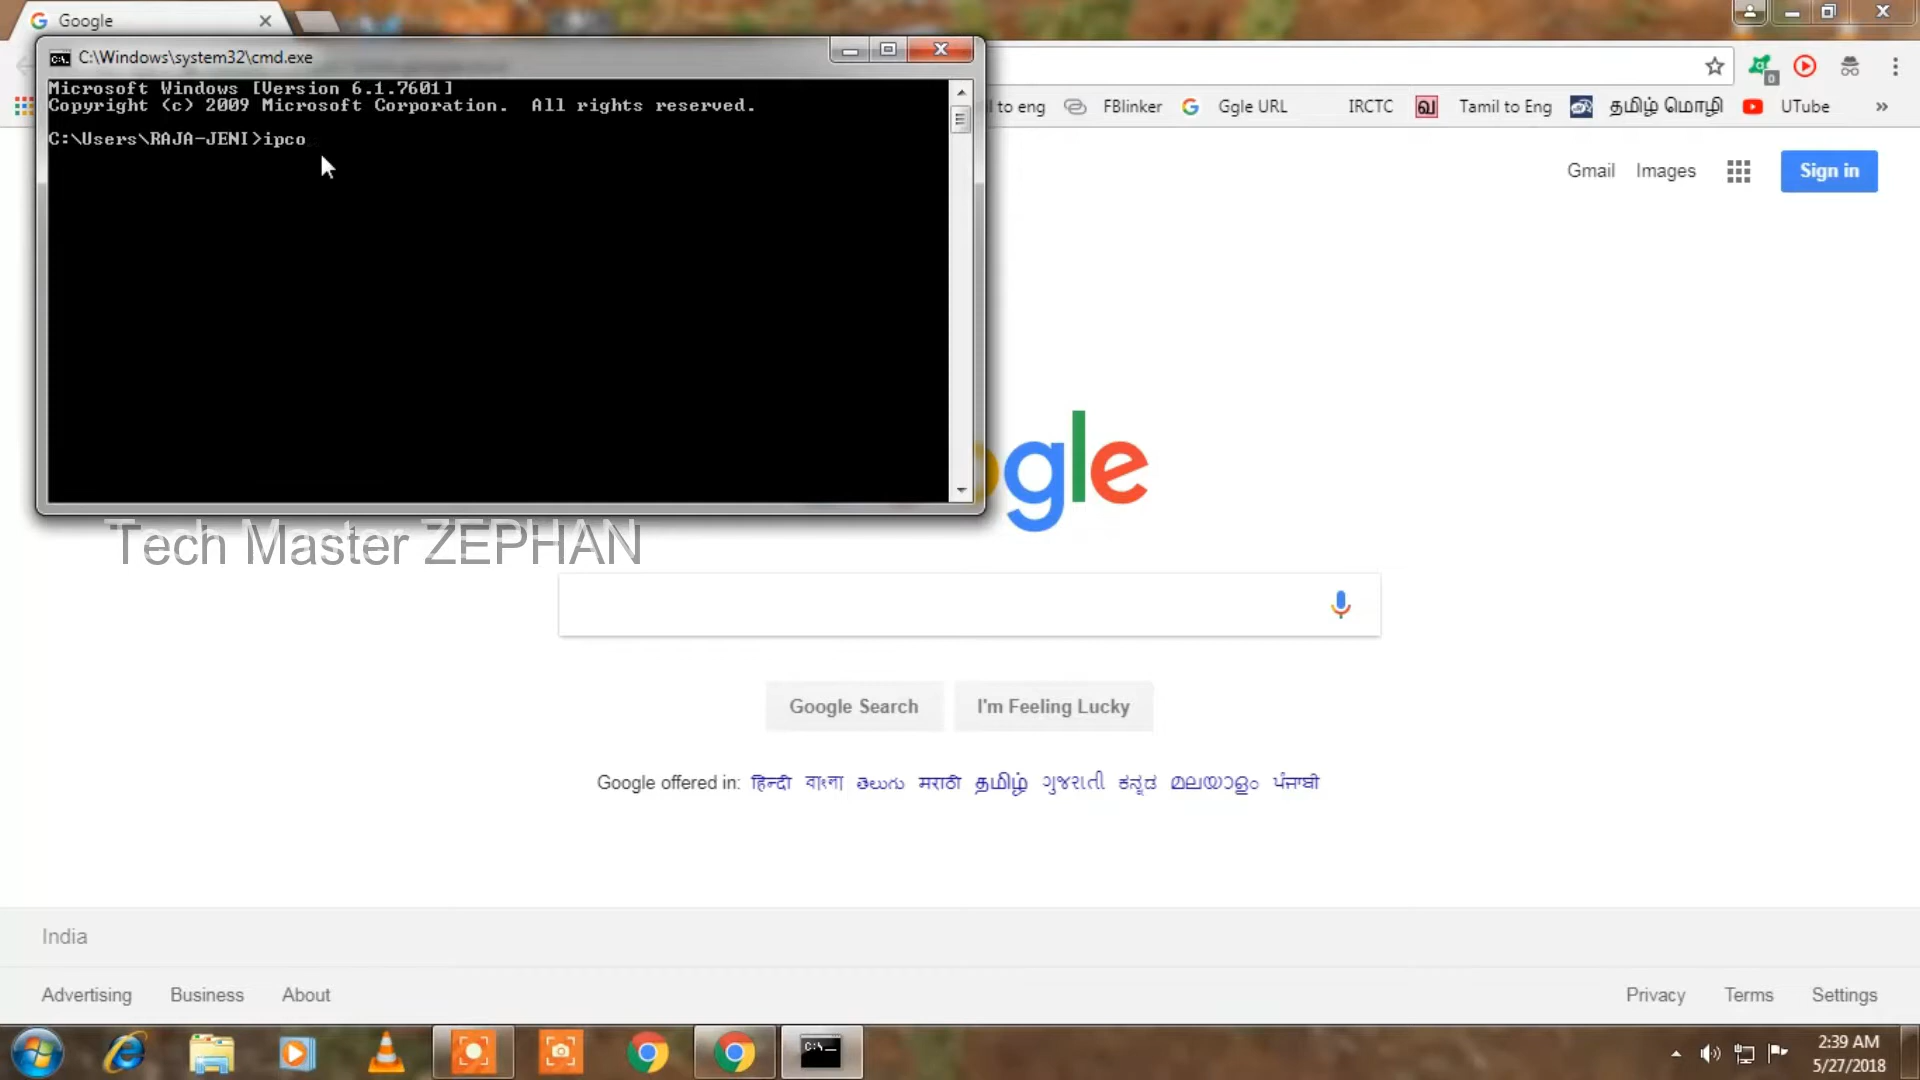 Google
C:\Windows\system32\cmd.exe
Microsoft Windows [Version 6.1.7601]
Copyright (c) 2009 Microsoft Corporation.  All rights reserved.
C:\Users\RAJA-JENI>ipco
l to eng FBlinker Ggle URL IRCTC வ Tamil to Eng தமிழ் மொழி UTube »
0
Gmail Images Sign in
gle
Tech Master ZEPHAN
Google Search I'm Feeling Lucky
Google offered in: हिन्दी বাংলা తెలుగు मराठी தமிழ் ગુજરાતી ಕನ್ನಡ മലയാളം ਪੰਜਾਬੀ
India
Advertising Business About Privacy Terms Settings
2:39 AM
5/27/2018